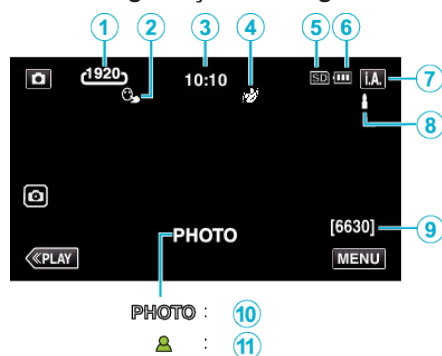 1 2 3 4 5 6
1920 10:10 SD i.A. 7
8
[6630] 9
PHOTO
≪PLAY MENU
PHOTO : 10
: 11